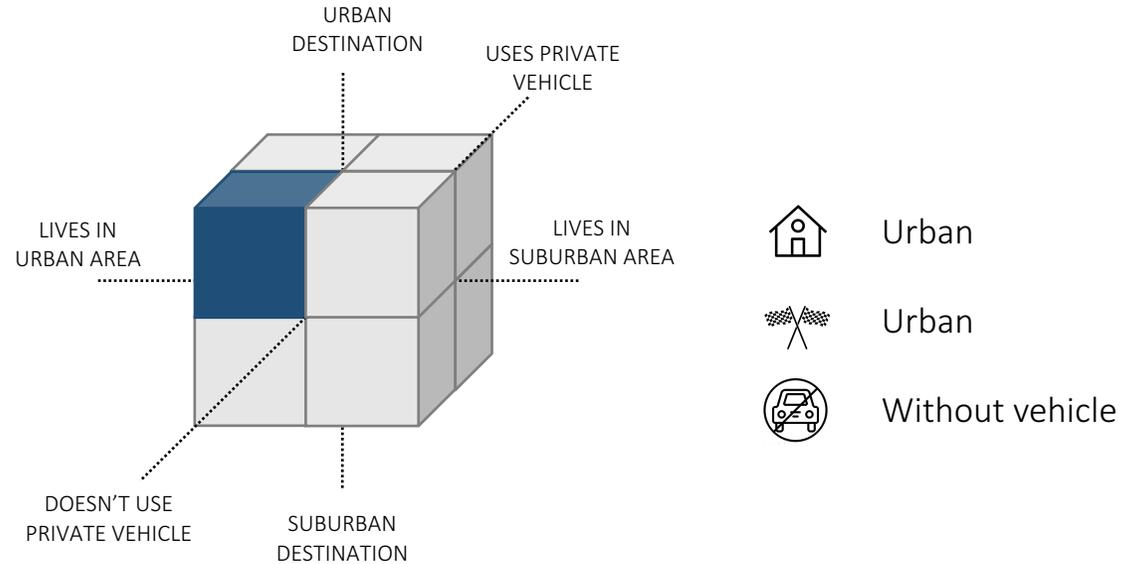 URBAN
DESTINATION
USES PRIVATE
VEHICLE
LIVES IN
URBAN AREA
LIVES IN
SUBURBAN AREA
DOESN'T USE
PRIVATE VEHICLE
SUBURBAN
DESTINATION
Urban
Urban
Without vehicle